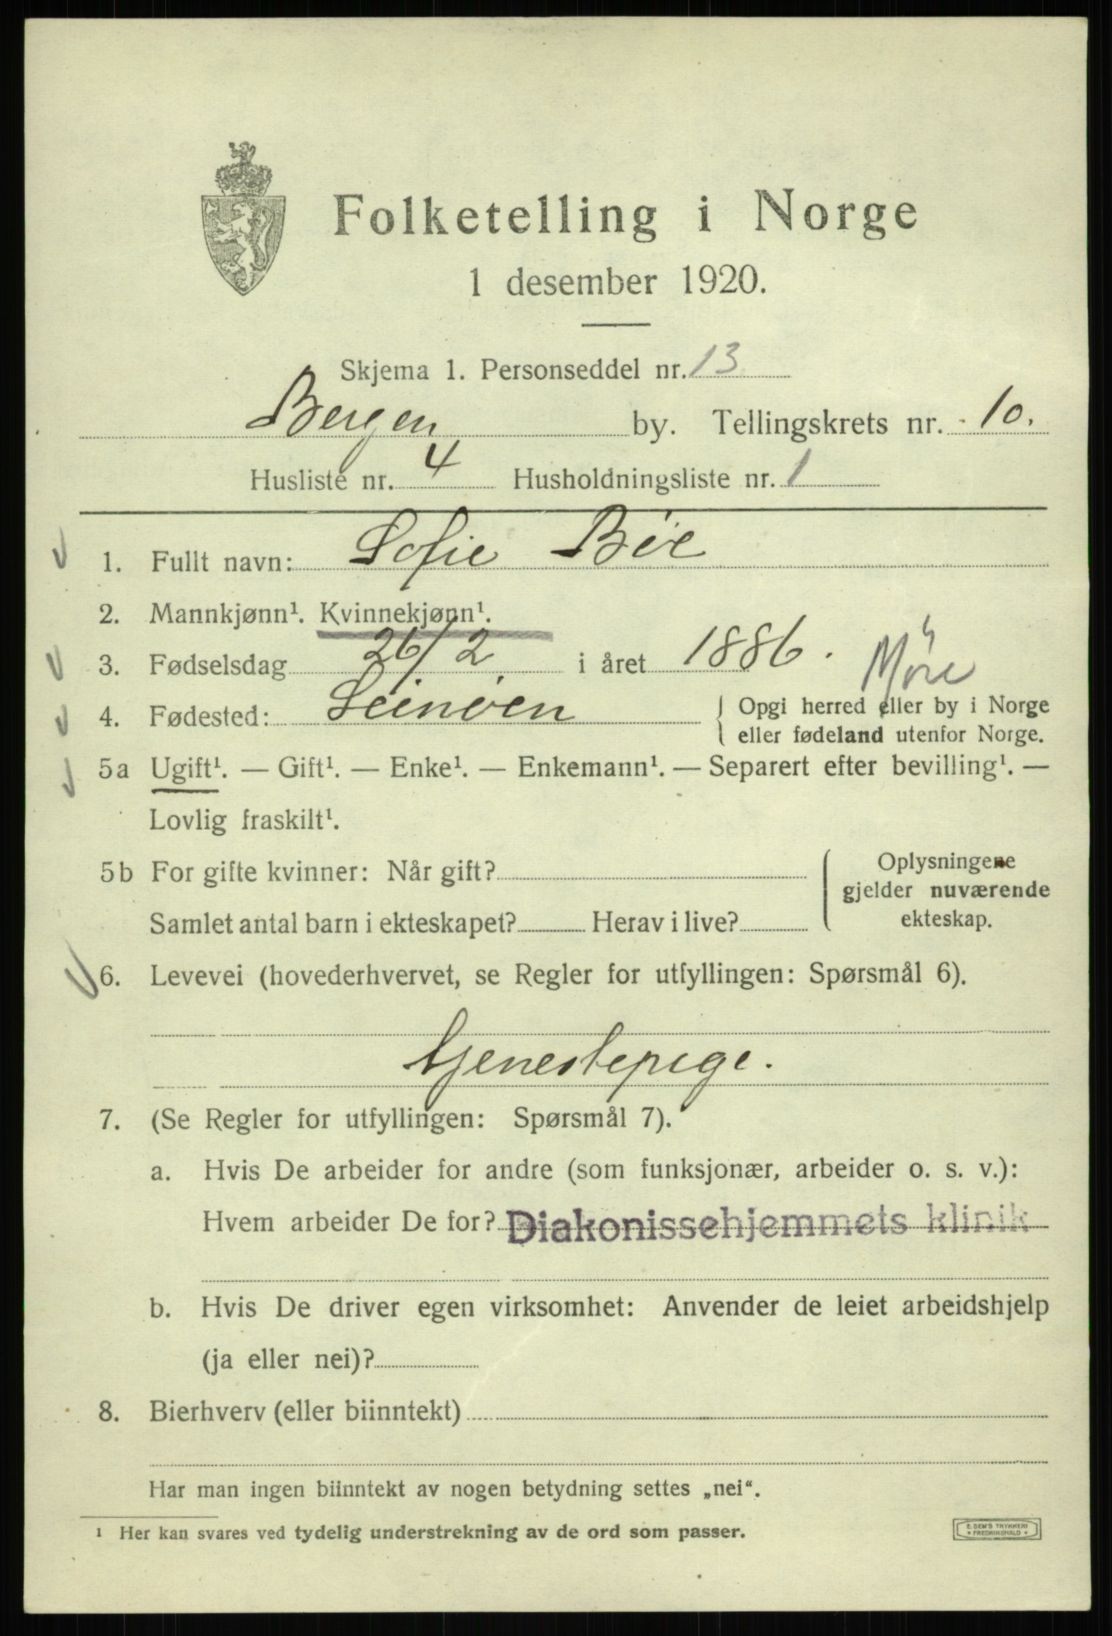 Folketelling i Norge
1 desember 1920.
Skjema 1. Personseddel nr. 13
Bergen by. Tellingskrets nr. 10.
Husliste nr. 4 Husholdningsliste nr. 1
1. Fullt navn: Sofie Bøe
2. Mannkjønn¹. Kvinnekjønn¹.
3. Fødselsdag 26/2 i året 1886. Møre
4. Fødested: Leinøen { Opgi herred eller by i Norge
eller fødeland utenfor Norge.
5a Ugift¹. — Gift¹. — Enke¹. — Enkemann¹. — Separert efter bevilling¹. —
Lovlig fraskilt¹.
5b For gifte kvinner: Når gift? { Oplysningene
gjelder nuværende
Samlet antal barn i ekteskapet? Herav i live? ekteskap.
6. Levevei (hovederhvervet, se Regler for utfyllingen: Spørsmål 6).
tjenestepige.
7. (Se Regler for utfyllingen: Spørsmål 7).
a. Hvis De arbeider for andre (som funksjonær, arbeider o. s. v.):
Hvem arbeider De for? Diakonissehjemmets klinik
b. Hvis De driver egen virksomhet: Anvender de leiet arbeidshjelp
(ja eller nei)?
8. Bierhverv (eller biinntekt)
Har man ingen biinntekt av nogen betydning settes „nei“.
¹ Her kan svares ved tydelig understrekning av de ord som passer.
E. SEM'S TRYKKERI
• FREDRIKSHALD •